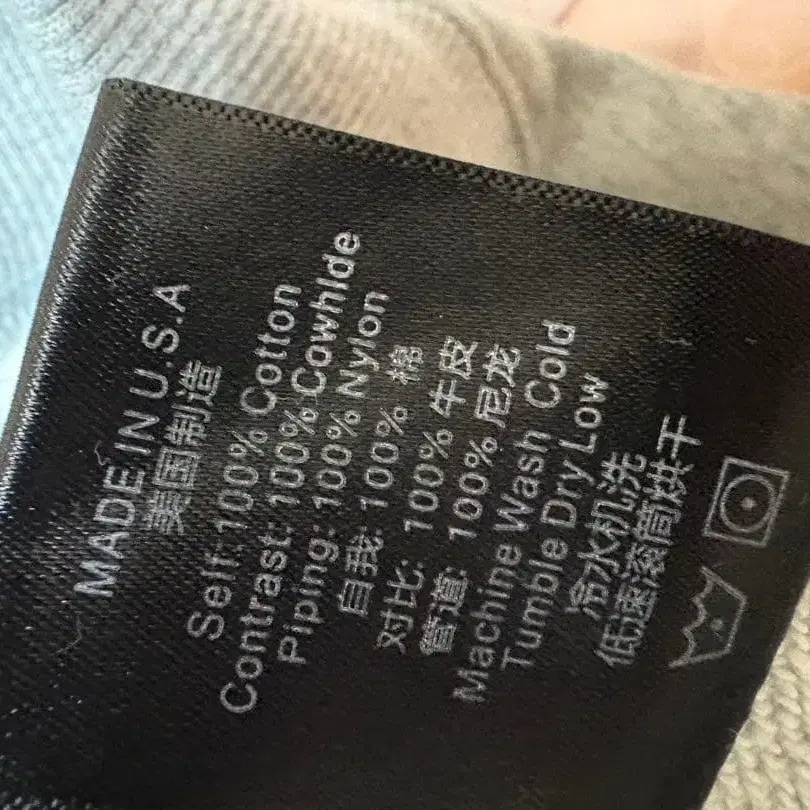 MADE IN U.S.A
美国制造
Self: 100% Cotton
Contrast: 100% Cowhide
Piping: 100% Nylon
自我: 100% 棉
对比: 100% 牛皮
管道: 100% 尼龙
Machine Wash Cold
Tumble Dry Low
冷水机洗
低速滚筒烘干